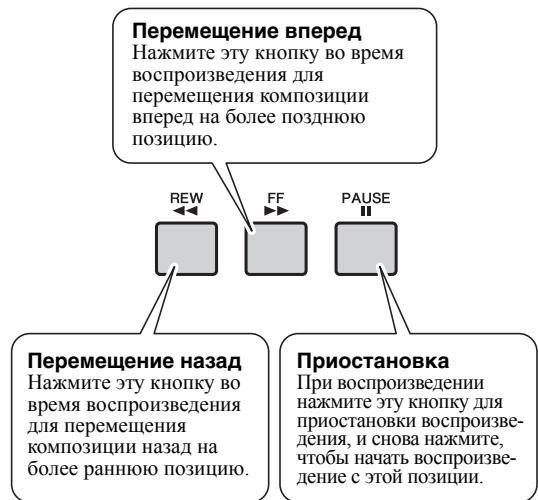 Перемещение вперед
Нажмите эту кнопку во время
воспроизведения для
перемещения композиции
вперед на более позднюю
позицию.
REW
◄◄
FF
►►
PAUSE
II
Перемещение назад
Нажмите эту кнопку во
время воспроизведения
для перемещения
композиции назад на
более раннюю позицию.
Приостановка
При воспроизведении
нажмите эту кнопку для
приостановки воспроизве-
дения, и снова нажмите,
чтобы начать воспроизве-
дение с этой позиции.